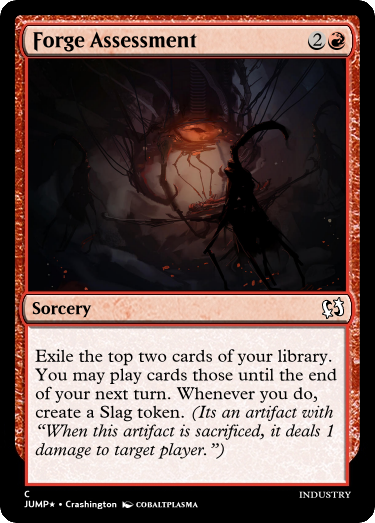 Forge Assessment 2
Sorcery
Exile the top two cards of your library.
You may play cards those until the end
of your next turn. Whenever you do,
create a Slag token. (Its an artifact with
“When this artifact is sacrificed, it deals 1
damage to target player.”)
C INDUSTRY
JUMP★ • Crashington COBALTPLASMA